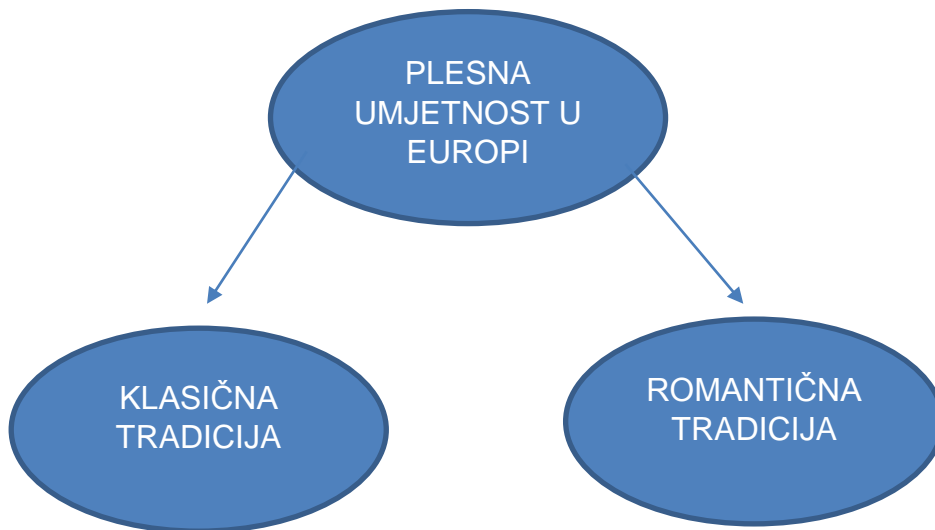 PLESNA
UMJETNOST U
EUROPI
KLASIČNA
TRADICIJA
ROMANTIČNA
TRADICIJA